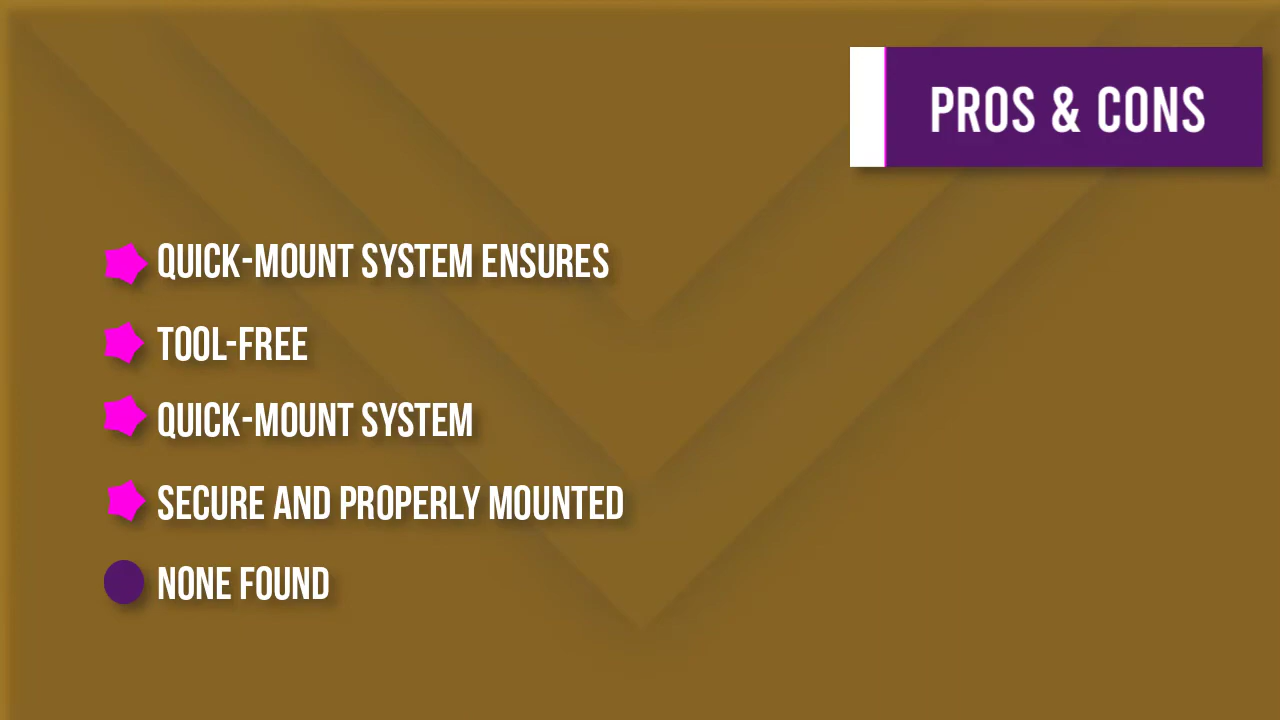 PROS & CONS
QUICK-MOUNT SYSTEM ENSURES
TOOL-FREE
QUICK-MOUNT SYSTEM
SECURE AND PROPERLY MOUNTED
NONE FOUND